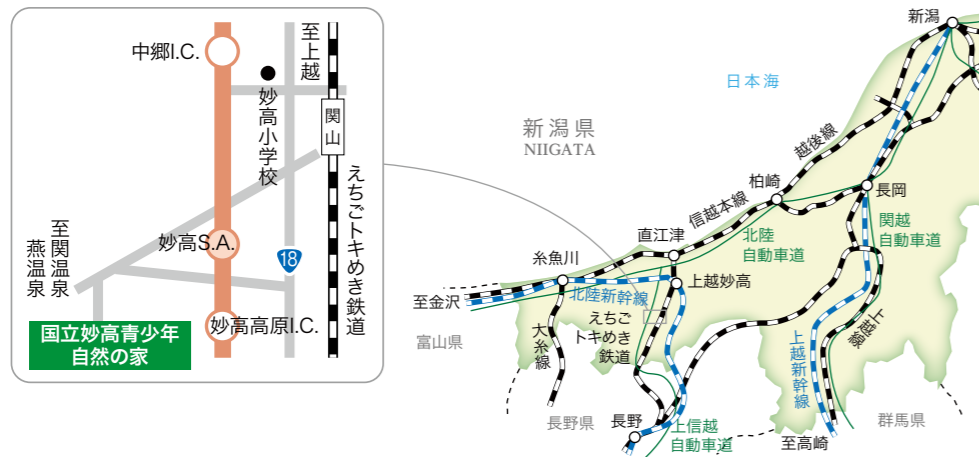 中郷I.C.
至上越
妙高小学校
関山
えちごトキめき鉄道
妙高S.A.
18
至関温泉
燕温泉
妙高高原I.C.
国立妙高青少年
自然の家
新潟
日本海
新潟県
NIIGATA
越後線
柏崎
長岡
信越本線
関越
自動車道
直江津
北陸
自動車道
糸魚川
上越妙高
北陸新幹線
至金沢
えちご
トキめき
鉄道
富山県
大糸線
上越線
上越新幹線
長野県
長野
群馬県
上信越
自動車道
至高崎